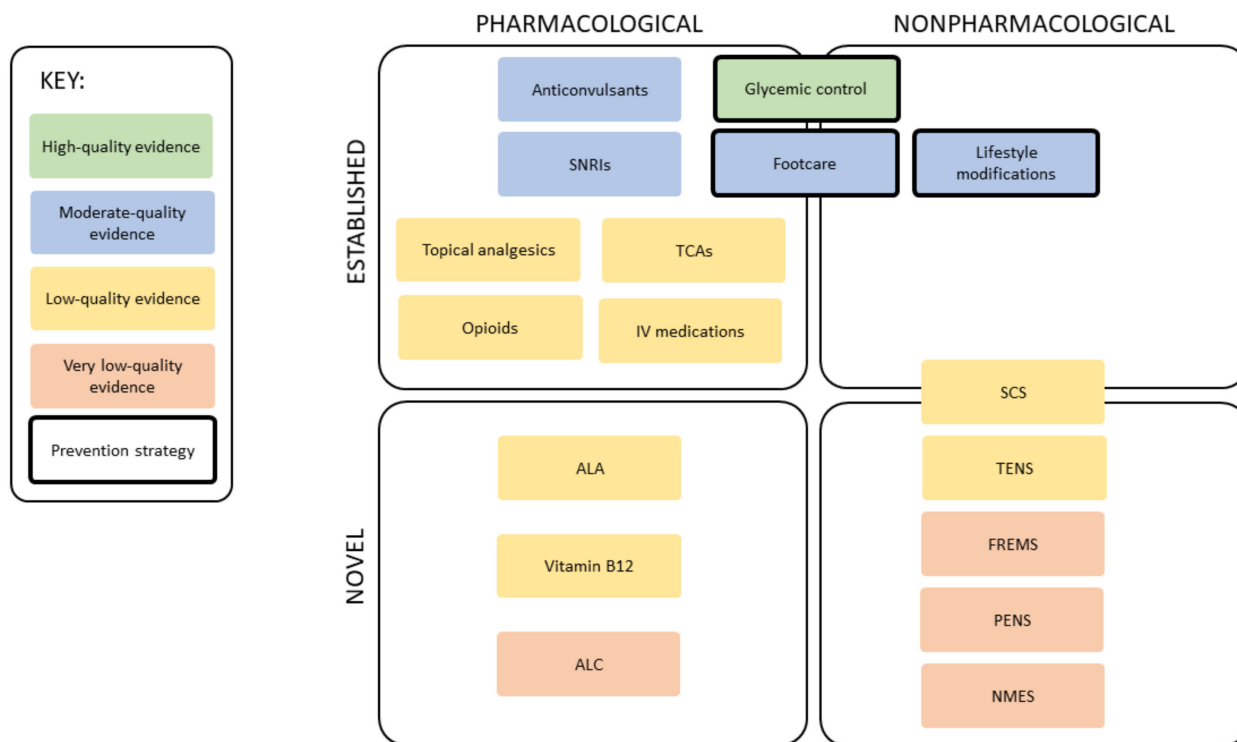 PHARMACOLOGICAL
NONPHARMACOLOGICAL
KEY:
High-quality evidence
Moderate-quality
evidence
Low-quality evidence
Very low-quality
evidence
Prevention strategy
ESTABLISHED
Anticonvulsants
Glycemic control
SNRIs
Footcare
Lifestyle
modifications
Topical analgesics
TCAs
Opioids
IV medications
SCS
NOVEL
ALA
TENS
Vitamin B12
FREMS
PENS
ALC
NMES